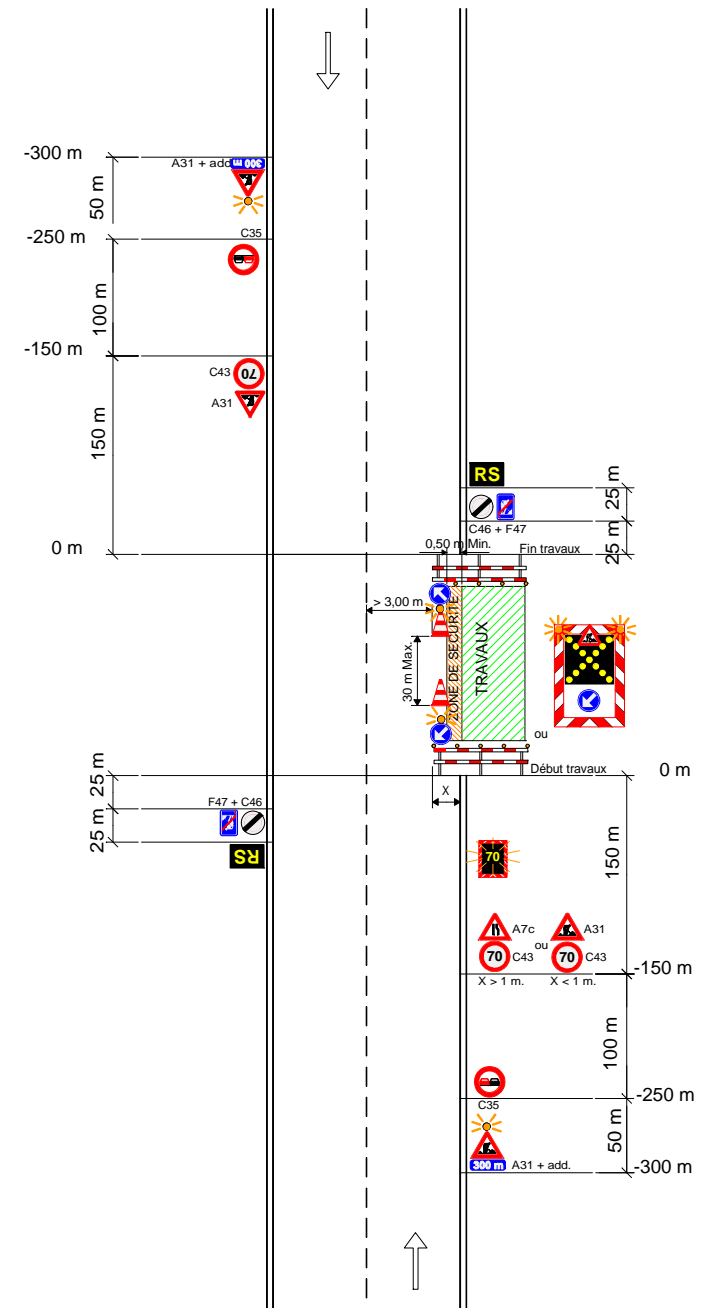 -300 m
A31 + add.
300 m
50 m
-250 m
C35
100 m
-150 m
C43
70
A31
150 m
RS
25 m
C46 + F47
25 m
0 m
0,50 m Min.
Fin travaux
> 3,00 m
30 m Max.
ZONE DE SECURITE
TRAVAUX
ou
Début travaux
0 m
25 m
X
F47 + C46
25 m
RS
70
150 m
A7c
A31
ou
70
C43
70
C43
-150 m
X > 1 m.
X < 1 m.
100 m
C35
-250 m
50 m
300 m
A31 + add.
-300 m